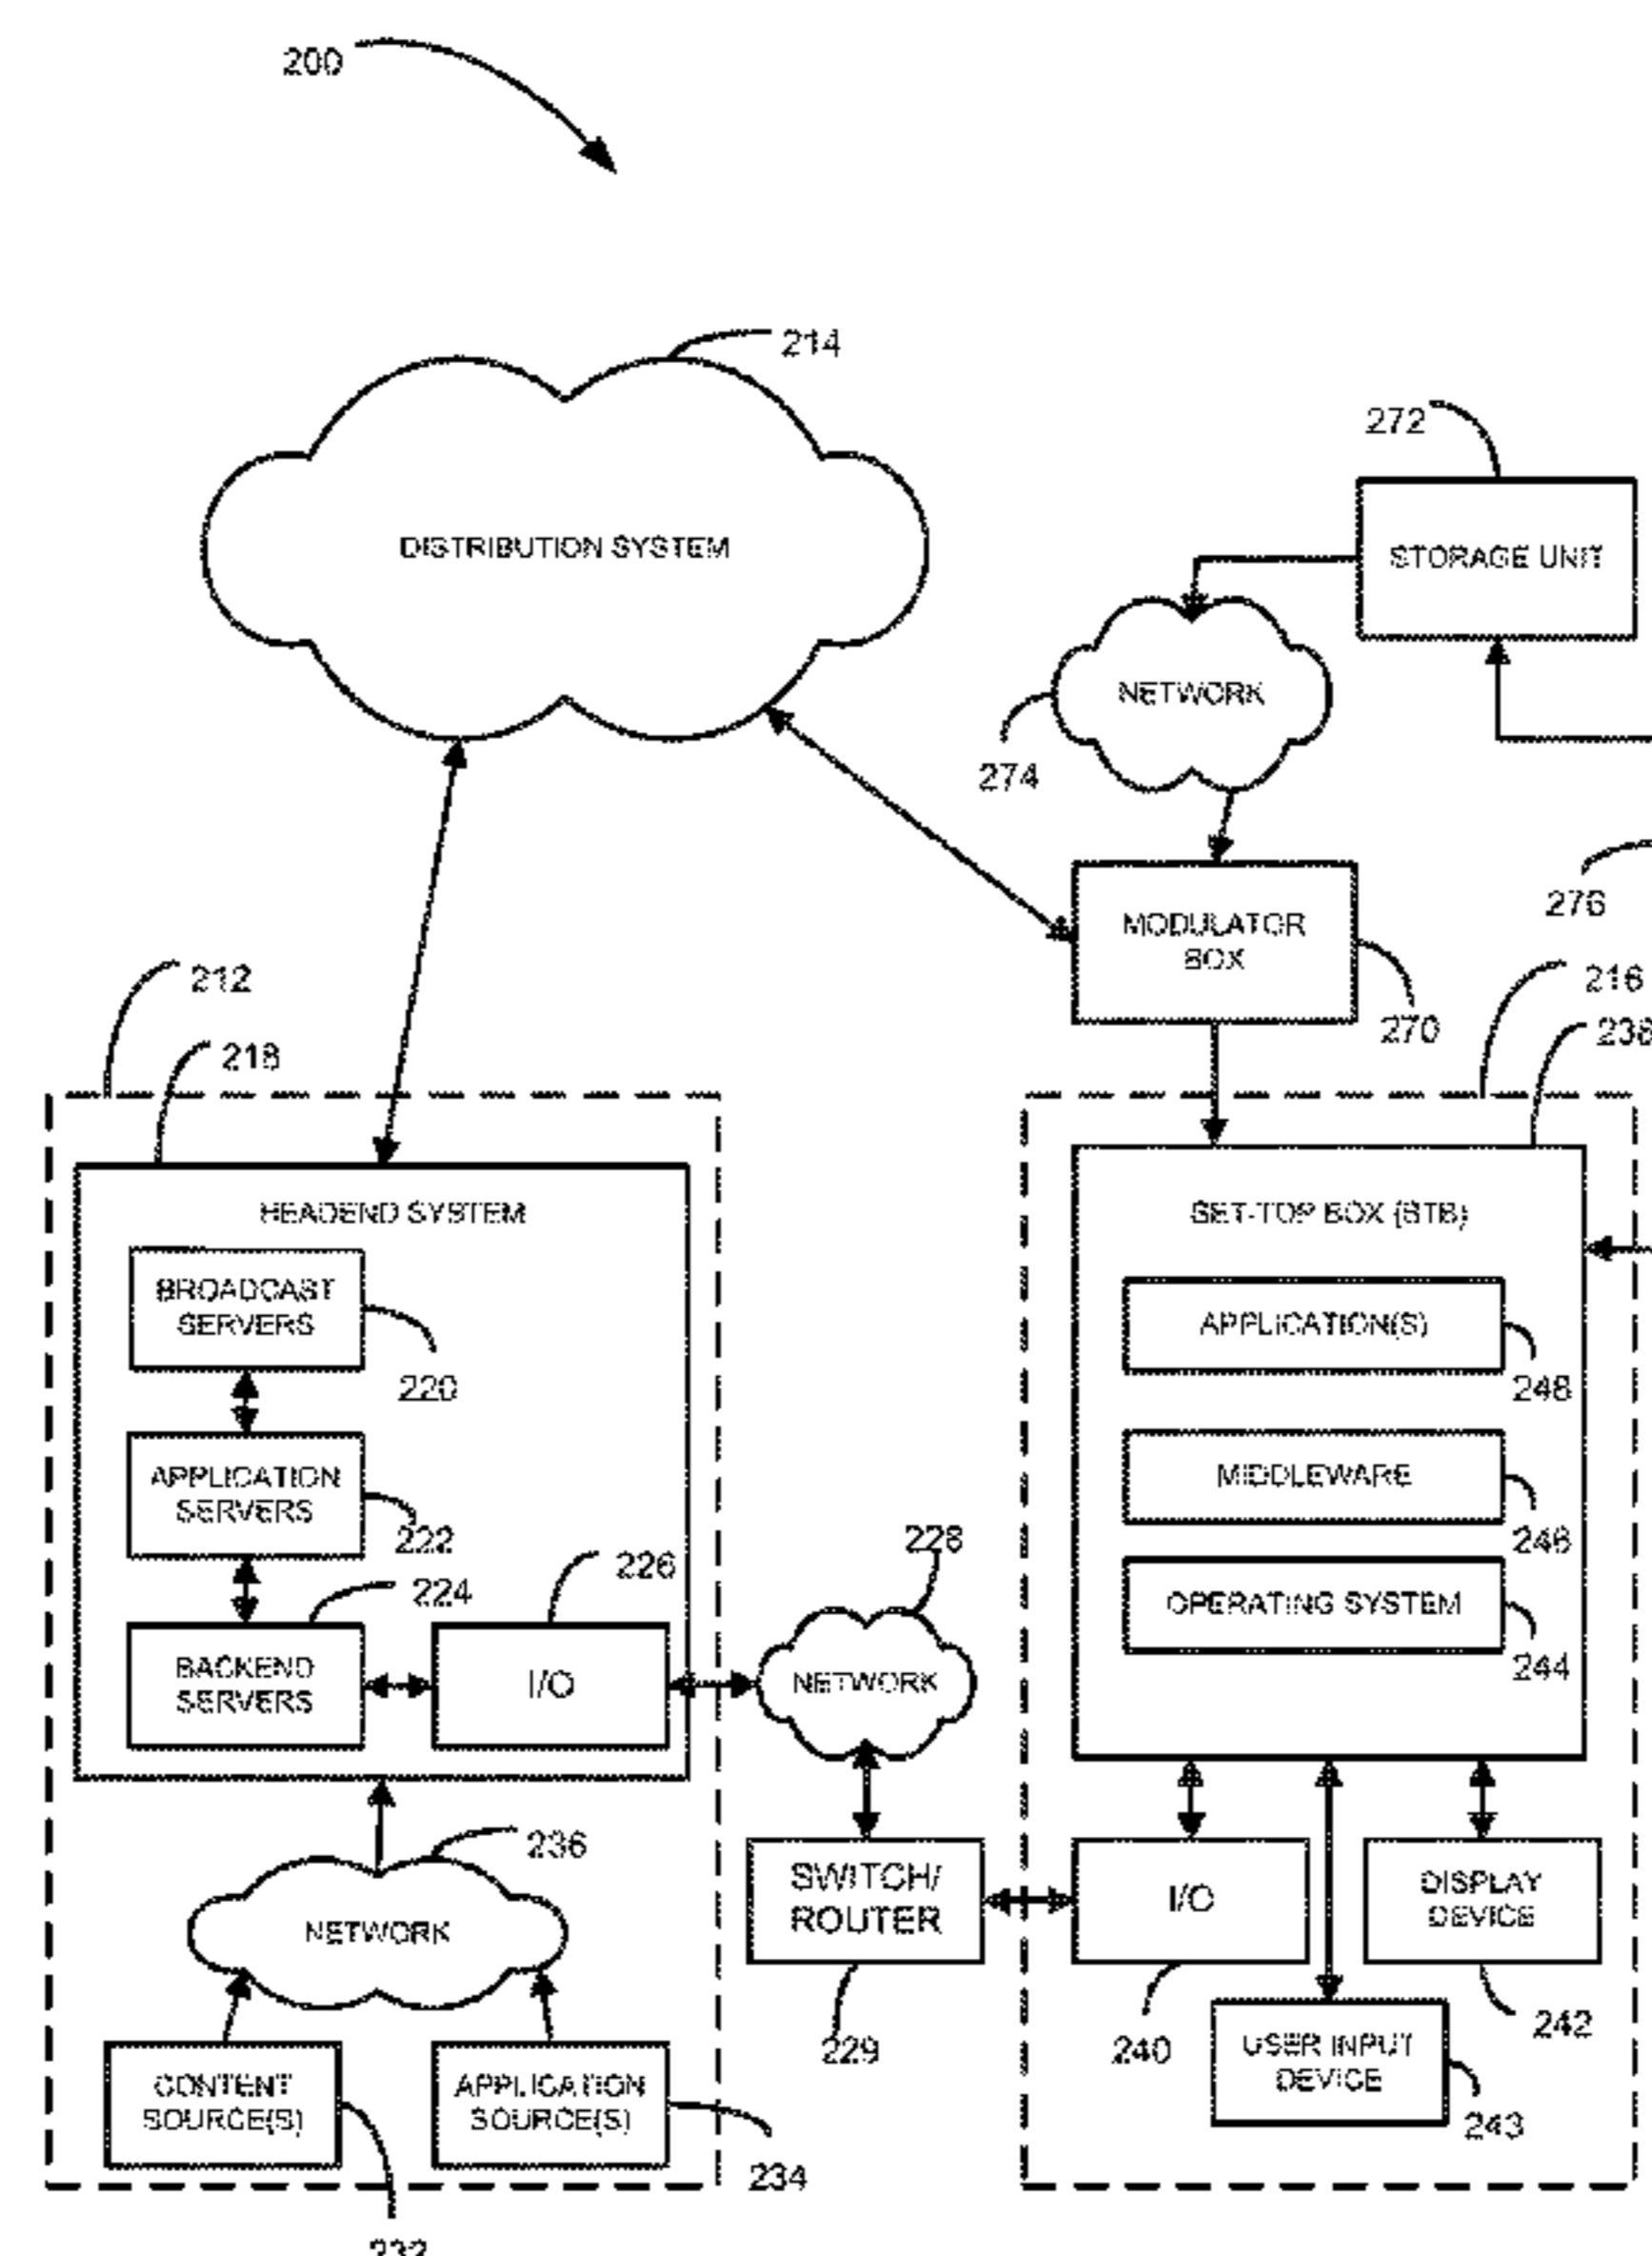 200
214
272
DISTRIBUTION SYSTEM
STORAGE UNIT
NETWORK
274
276
MODULATOR
BOX
270
212
216
218
238
HEADEND SYSTEM
SET-TOP BOX (STB)
BROADCAST
SERVERS
220
APPLICATION(S)
248
APPLICATION
SERVERS
222
MIDDLEWARE
246
228
226
224
OPERATING SYSTEM
244
BACKEND
SERVERS
I/O
NETWORK
236
NETWORK
SWITCH/
ROUTER
229
I/O
240
DISPLAY
DEVICE
242
USER INPUT
DEVICE
243
CONTENT
SOURCE(S)
APPLICATION
SOURCE(S)
234
232